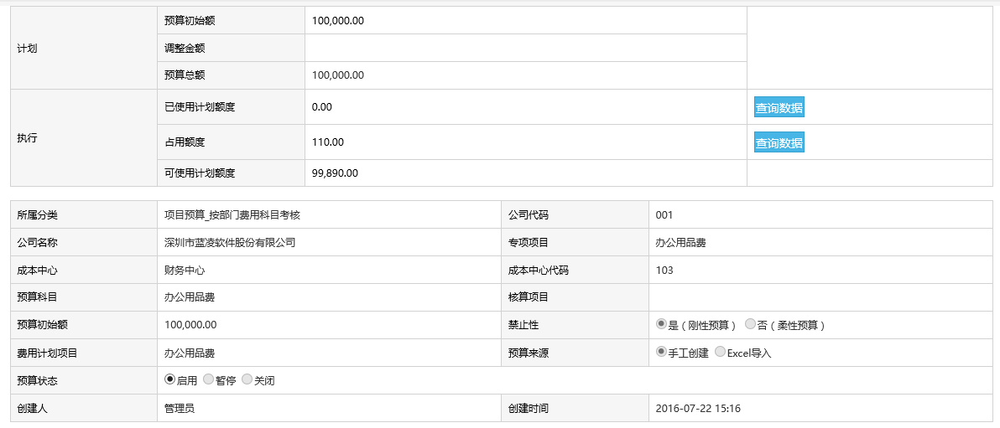 计划
预算初始额 100,000.00
调整金额
预算总额 100,000.00
执行
已使用计划额度 0.00 查询数据
占用额度 110.00 查询数据
可使用计划额度 99,890.00
所属分类 项目预算_按部门费用科目考核 公司代码 001
公司名称 深圳市蓝凌软件股份有限公司 专项项目 办公用品费
成本中心 财务中心 成本中心代码 103
预算科目 办公用品费 核算项目
预算初始额 100,000.00 禁止性 是（刚性预算） 否（柔性预算）
费用计划项目 办公用品费 预算来源 手工创建 Excel导入
预算状态 启用 暂停 关闭
创建人 管理员 创建时间 2016-07-22 15:16